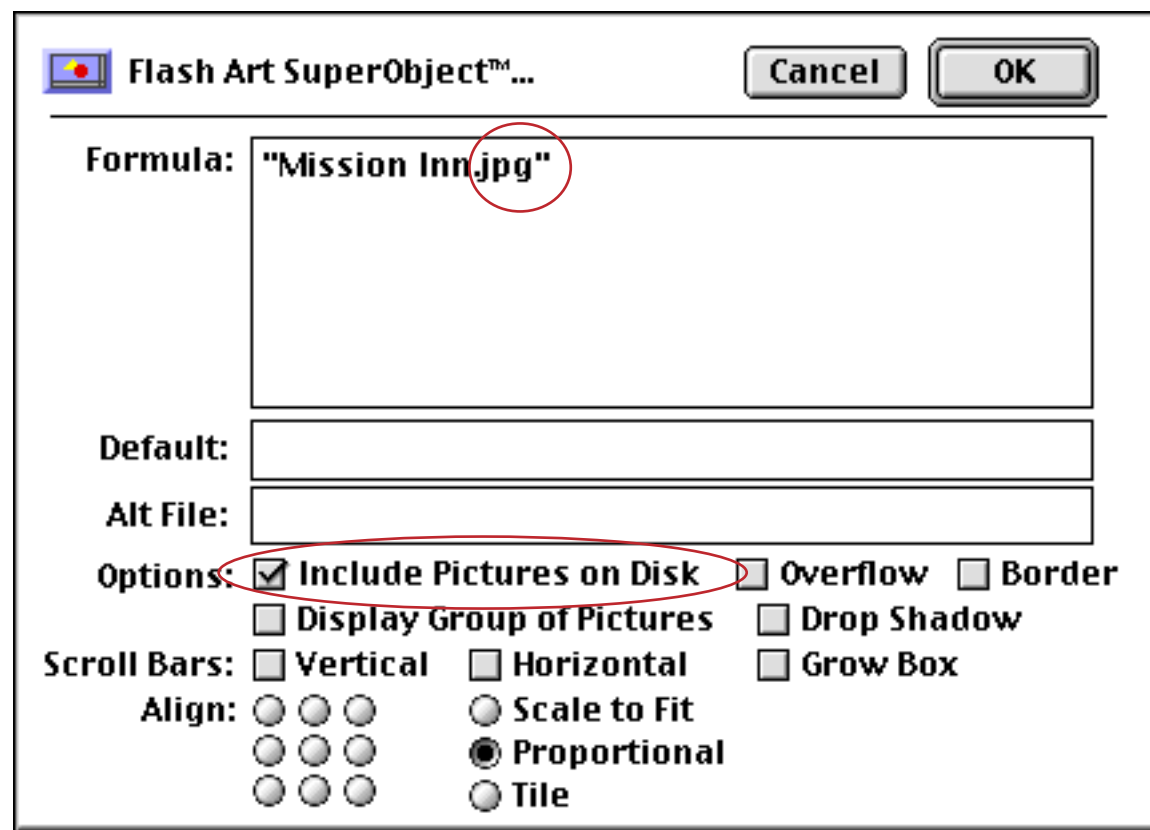 Flash Art SuperObject™... Cancel OK
Formula: "Mission Inn.jpg"
Default:
Alt File:
Options: Include Pictures on Disk Overflow Border
Display Group of Pictures Drop Shadow
Scroll Bars: Vertical Horizontal Grow Box
Align: Scale to Fit
Proportional
Tile